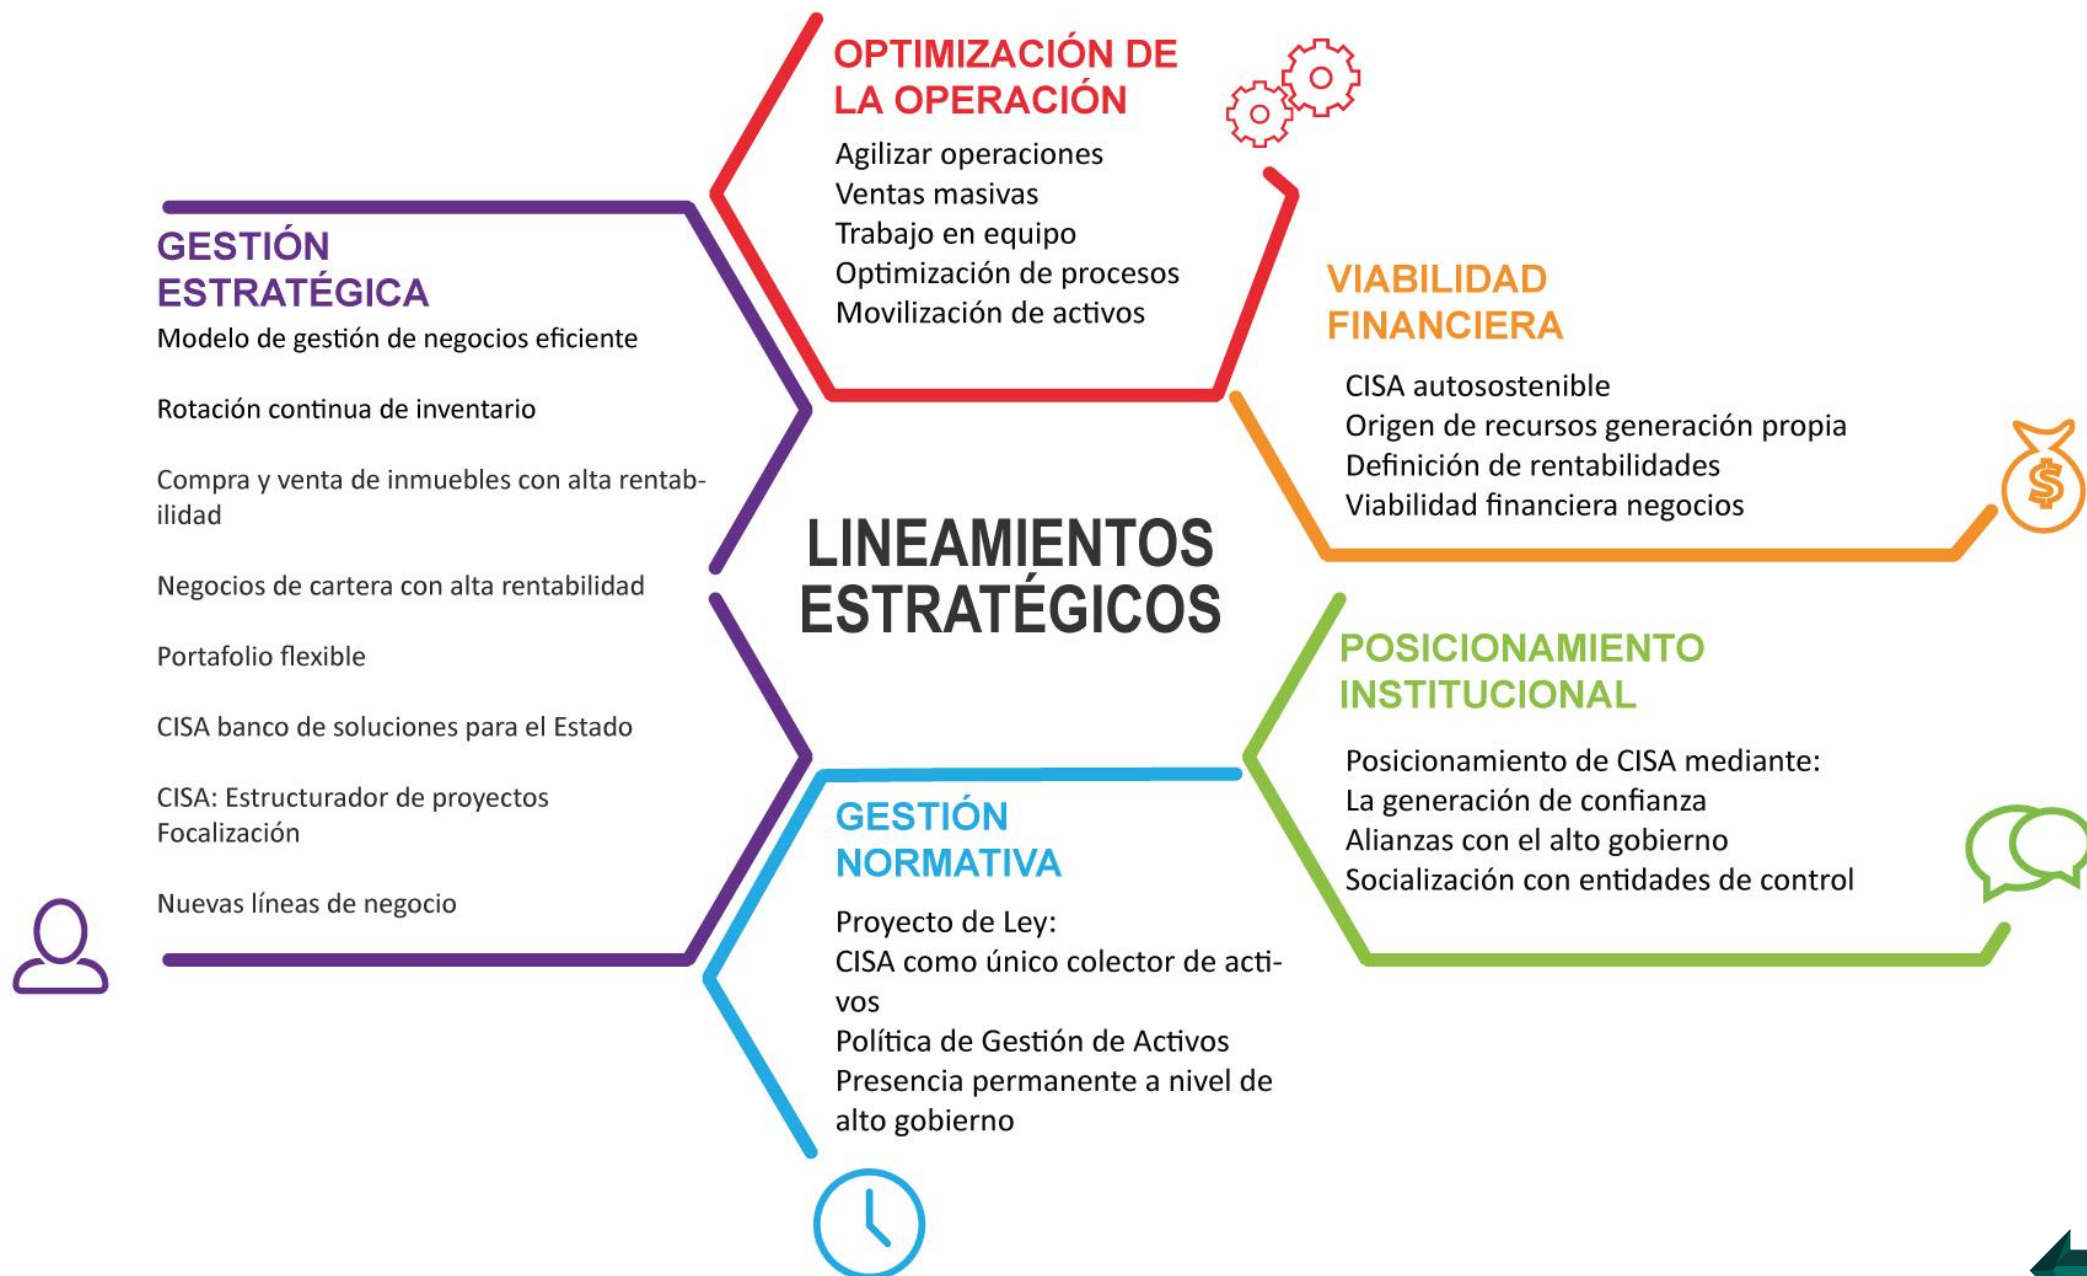 OPTIMIZACIÓN DE
LA OPERACIÓN
Agilizar operaciones
Ventas masivas
Trabajo en equipo
Optimización de procesos
Movilización de activos
GESTIÓN
ESTRATÉGICA
Modelo de gestión de negocios eficiente
Rotación continua de inventario
Compra y venta de inmuebles con alta rentab-
ilidad
Negocios de cartera con alta rentabilidad
Portafolio flexible
CISA banco de soluciones para el Estado
CISA: Estructurador de proyectos
Focalización
Nuevas líneas de negocio
VIABILIDAD
FINANCIERA
CISA autosostenible
Origen de recursos generación propia
Definición de rentabilidades
Viabilidad financiera negocios
$
LINEAMIENTOS
ESTRATÉGICOS
POSICIONAMIENTO
INSTITUCIONAL
Posicionamiento de CISA mediante:
La generación de confianza
Alianzas con el alto gobierno
Socialización con entidades de control
GESTIÓN
NORMATIVA
Proyecto de Ley:
CISA como único colector de acti-
vos
Política de Gestión de Activos
Presencia permanente a nivel de
alto gobierno